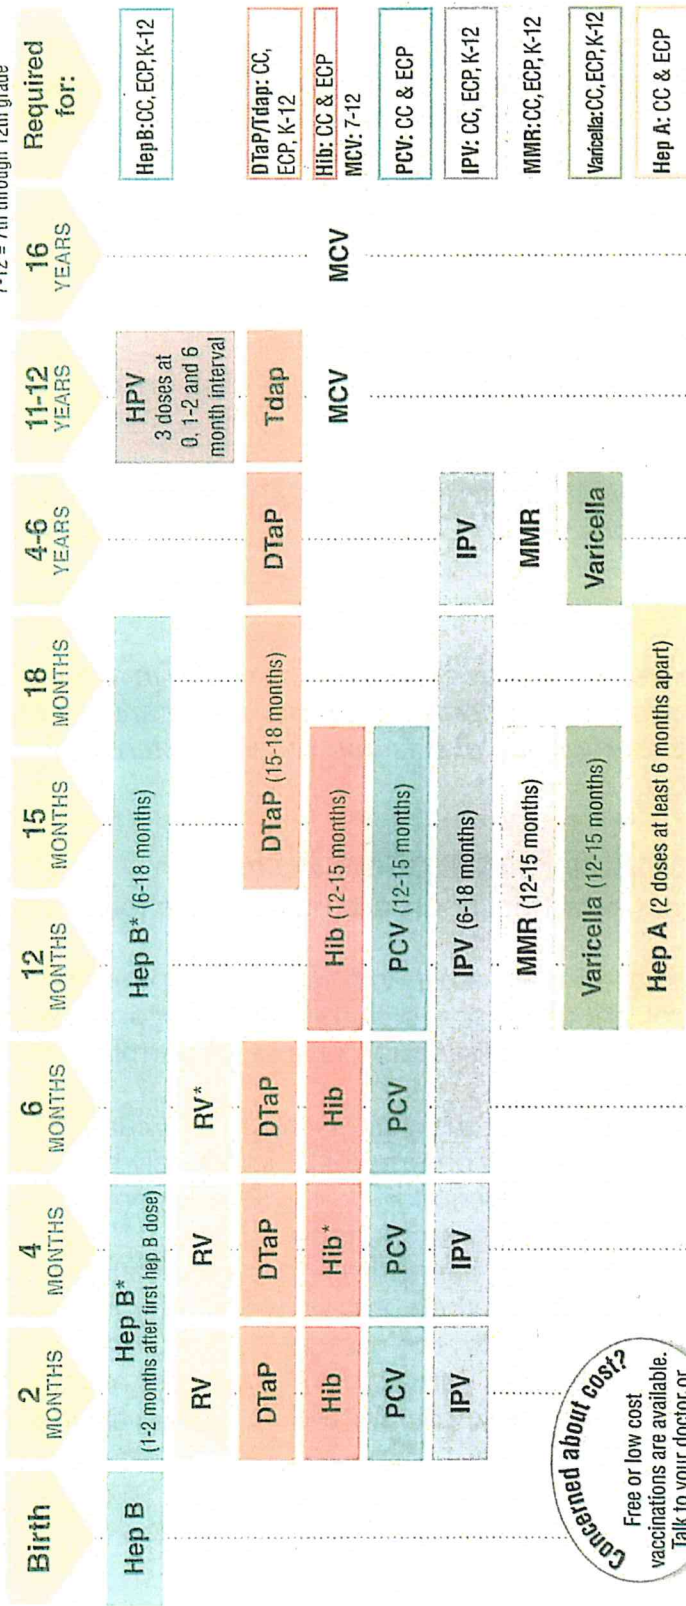 7-12 = 7th through 12th grade
Birth
2
MONTHS
4
MONTHS
6
MONTHS
12
MONTHS
15
MONTHS
18
MONTHS
4-6
YEARS
11-12
YEARS
16
YEARS
Required
for:
Hep B
Hep B*
(1-2 months after first hep B dose)
Hep B* (6-18 months)
HPV
3 doses at
0, 1-2 and 6
month interval
HepB: CC, ECP, K-12
RV
RV
RV*
DTaP
DTaP
DTaP
DTaP (15-18 months)
DTaP
Tdap
DTaP/Tdap: CC,
ECP, K-12
Hib
Hib*
Hib
Hib (12-15 months)
MCV
MCV
Hib: CC & ECP
MCV: 7-12
PCV
PCV
PCV
PCV (12-15 months)
PCV: CC & ECP
IPV
IPV
IPV (6-18 months)
IPV
IPV: CC, ECP, K-12
MMR (12-15 months)
MMR
MMR: CC, ECP, K-12
Varicella (12-15 months)
Varicella
Varicella: CC, ECP, K-12
Hep A (2 doses at least 6 months apart)
Hep A: CC & ECP
Concerned about cost?
Free or low cost
vaccinations are available.
Talk to your doctor or